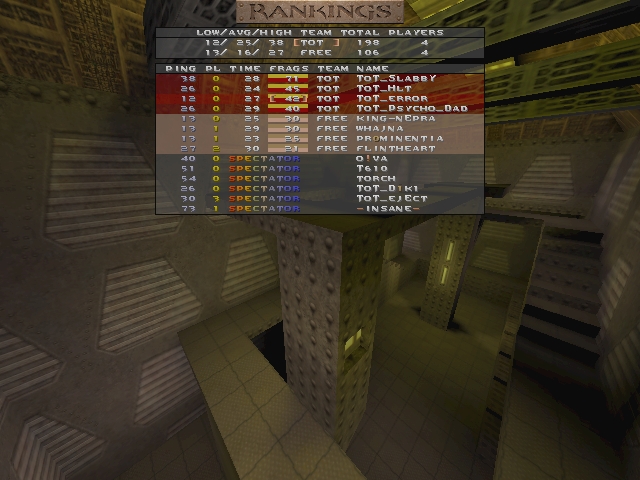 RANKINGS
LOW/AVG/HIGH TEAM TOTAL PLAYERS
12/ 25/ 38 [TOT ] 198 4
13/ 16/ 27 FREE 106 4
PING PL TIME FRAGS TEAM NAME
38 0 28 71 TOT TOT_SLABBY
26 0 24 45 TOT TOT_HLT
12 0 27 [ 42] TOT TOT_ERROR
26 0 29 40 TOT TOT_PSYCHO_DAD
13 0 25 30 FREE KING-NEPRA
13 1 29 30 FREE WHAJNA
13 1 23 25 FREE PROMINENTIA
27 2 30 21 FREE FLINTHEART
40 0 SPECTATOR O!VA
51 0 SPECTATOR T610
54 0 SPECTATOR TORCH
26 0 SPECTATOR TOT_D1K1
30 3 SPECTATOR TOT_EJECT
73 1 SPECTATOR -INSANE-